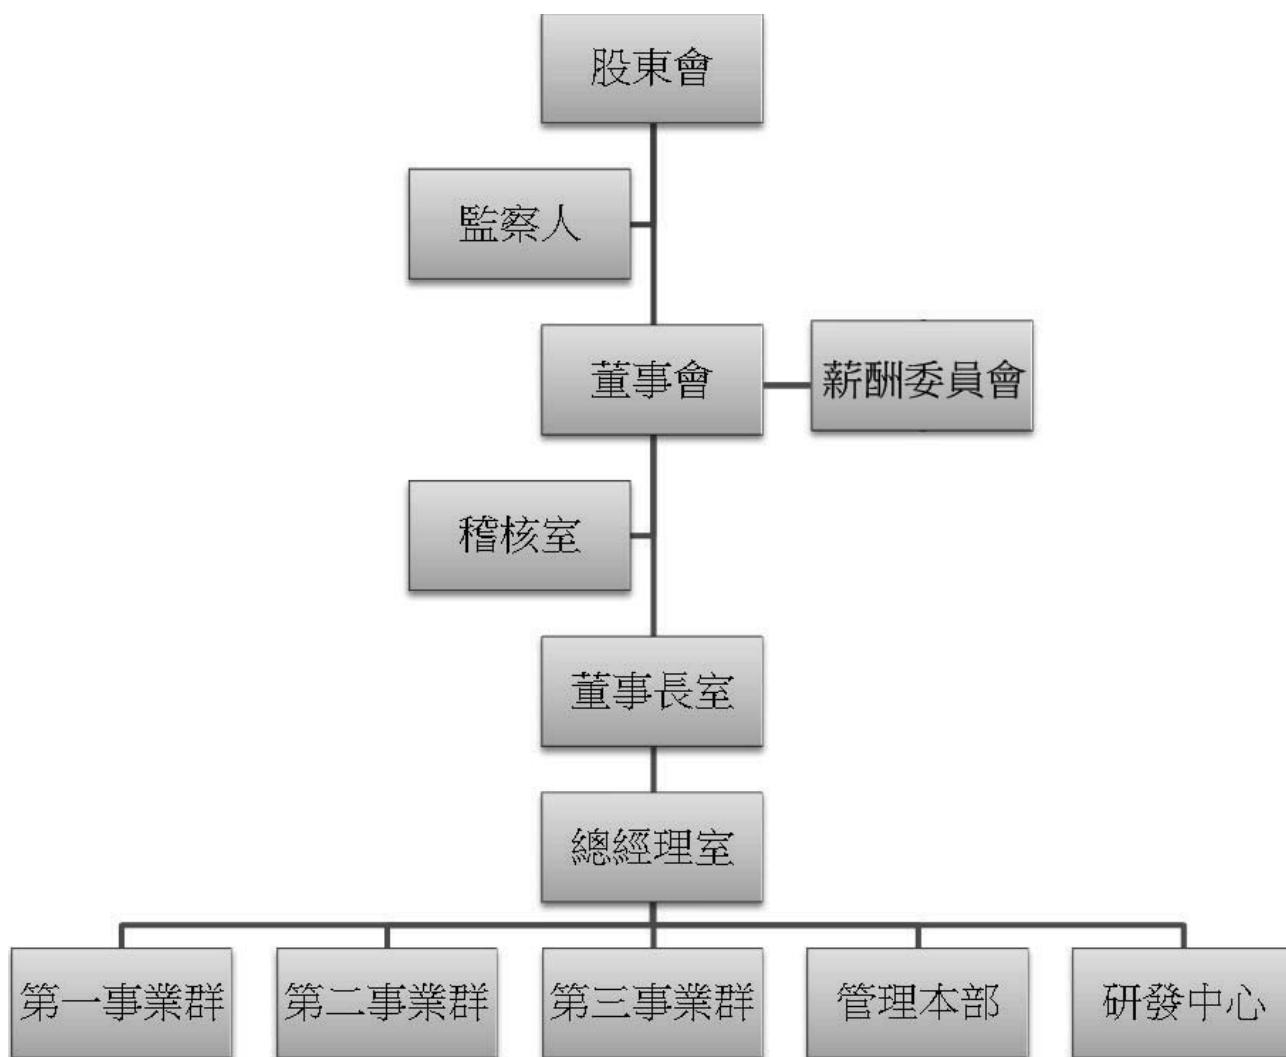 股東會
監察人
董事會
薪酬委員會
稽核室
董事長室
總經理室
第一事業群
第二事業群
第三事業群
管理本部
研發中心